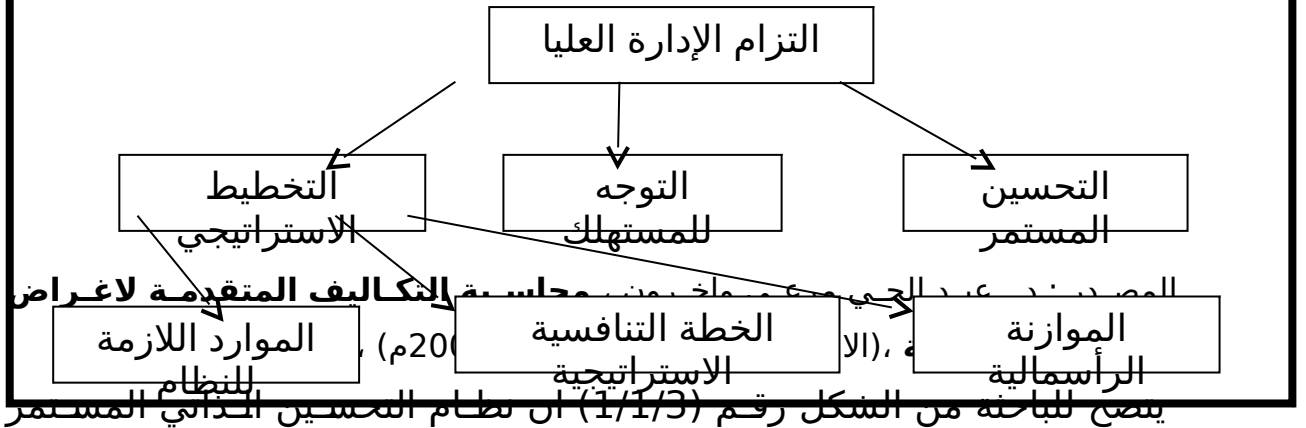 التزام الإدارة العليا
التحسين
المستمر
التوجه
للمستهلك
التخطيط
الاستراتيجي
المصدر : د . عبد الحي مرعي وآخرون ، محاسبة التكاليف المتقدمة لاغراض
200م) ،
الموازنة
الرأسمالية
الخطة التنافسية
الاستراتيجية
الموارد اللازمة
للنظام
يتضح للباحثة من الشكل رقم (1/1/3) ان نظام التحسين الذاتي المستمر